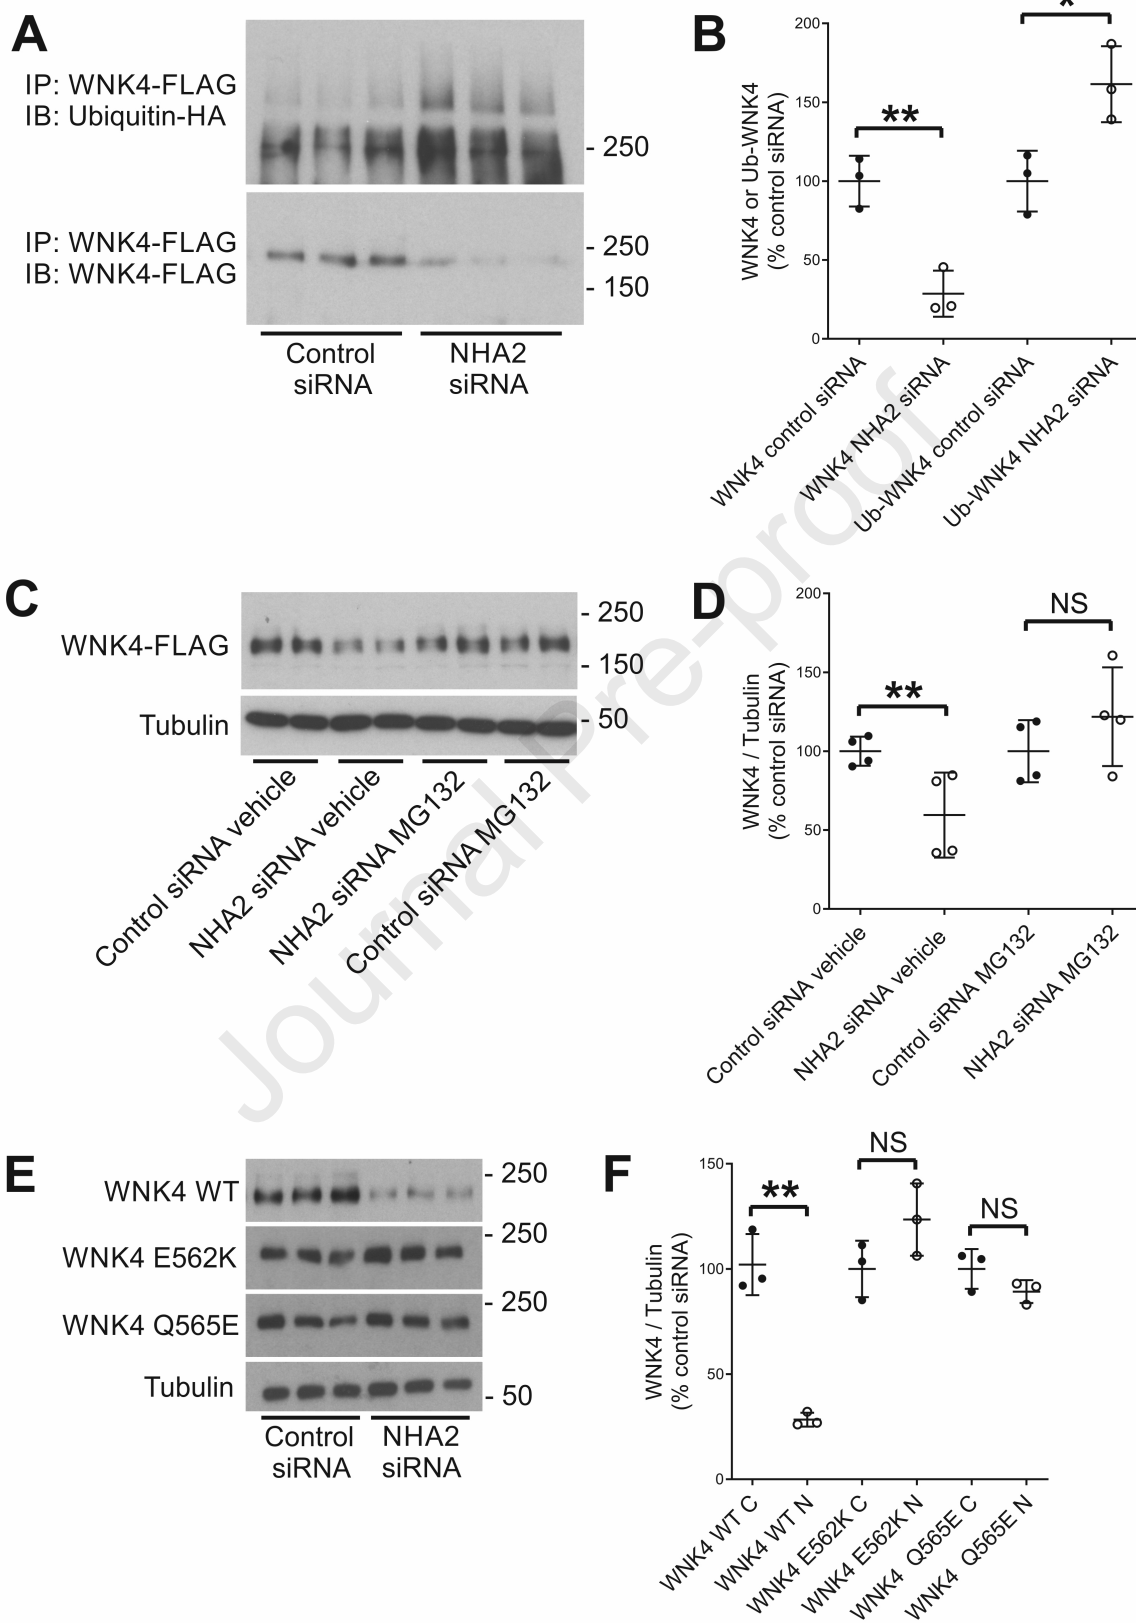 A
IP: WNK4-FLAG
IB: Ubiquitin-HA
- 250
IP: WNK4-FLAG
IB: WNK4-FLAG
- 250
- 150
Control
siRNA
NHA2
siRNA
B
WNK4 or Ub-WNK4
(% control siRNA)
200
150
100
50
0
**
*
WNK4 control siRNA
WNK4 NHA2 siRNA
Ub-WNK4 control siRNA
Ub-WNK4 NHA2 siRNA
C
WNK4-FLAG
- 250
- 150
Tubulin
- 50
Control siRNA vehicle
NHA2 siRNA vehicle
NHA2 siRNA MG132
Control siRNA MG132
D
WNK4 / Tubulin
(% control siRNA)
200
150
100
50
0
**
NS
Control siRNA vehicle
NHA2 siRNA vehicle
Control siRNA MG132
NHA2 siRNA MG132
Journal Pre-proof
E
WNK4 WT
- 250
WNK4 E562K
- 250
WNK4 Q565E
- 250
Tubulin
- 50
Control
siRNA
NHA2
siRNA
F
WNK4 / Tubulin
(% control siRNA)
150
100
50
0
**
NS
NS
WNK4 WT C
WNK4 WT N
WNK4 E562K C
WNK4 E562K N
WNK4 Q565E C
WNK4 Q565E N